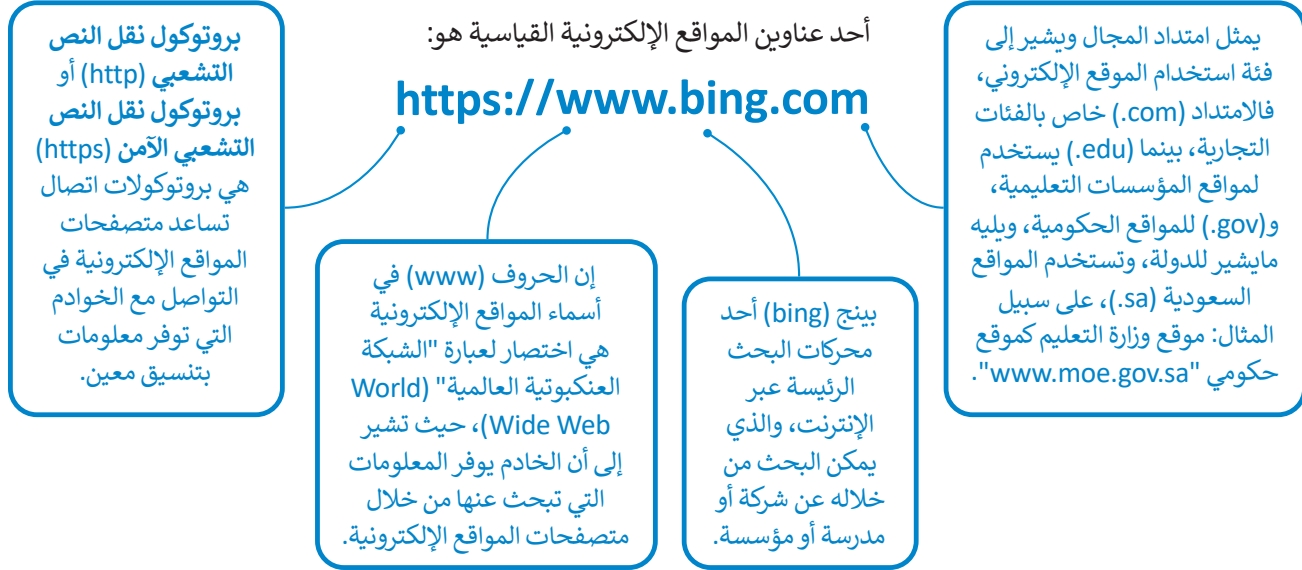 أحد عناوين المواقع الإلكترونية القياسية هو:
https://www.bing.com
يمثل امتداد المجال ويشير إلى
فئة استخدام الموقع الإلكتروني،
فالامتداد (com.) خاص بالفئات
التجارية، بينما (edu.) يستخدم
لمواقع المؤسسات التعليمية،
و(gov.) للمواقع الحكومية، ويليه
مايشير للدولة، وتستخدم المواقع
السعودية (sa.)، على سبيل
المثال: موقع وزارة التعليم كموقع
حكومي "www.moe.gov.sa".
بينج (bing) أحد
محركات البحث
الرئيسة عبر
الإنترنت، والذي
يمكن البحث من
خلاله عن شركة أو
مدرسة أو مؤسسة.
إن الحروف (www) في
أسماء المواقع الإلكترونية
هي اختصار لعبارة "الشبكة
العنكبوتية العالمية" (World
Wide Web)، حيث تشير
إلى أن الخادم يوفر المعلومات
التي تبحث عنها من خلال
متصفحات المواقع الإلكترونية.
بروتوكول نقل النص
التشعبي (http) أو
بروتوكول نقل النص
التشعبي الآمن (https)
هي بروتوكولات اتصال
تساعد متصفحات
المواقع الإلكترونية في
التواصل مع الخوادم
التي توفر معلومات
بتنسيق معين.